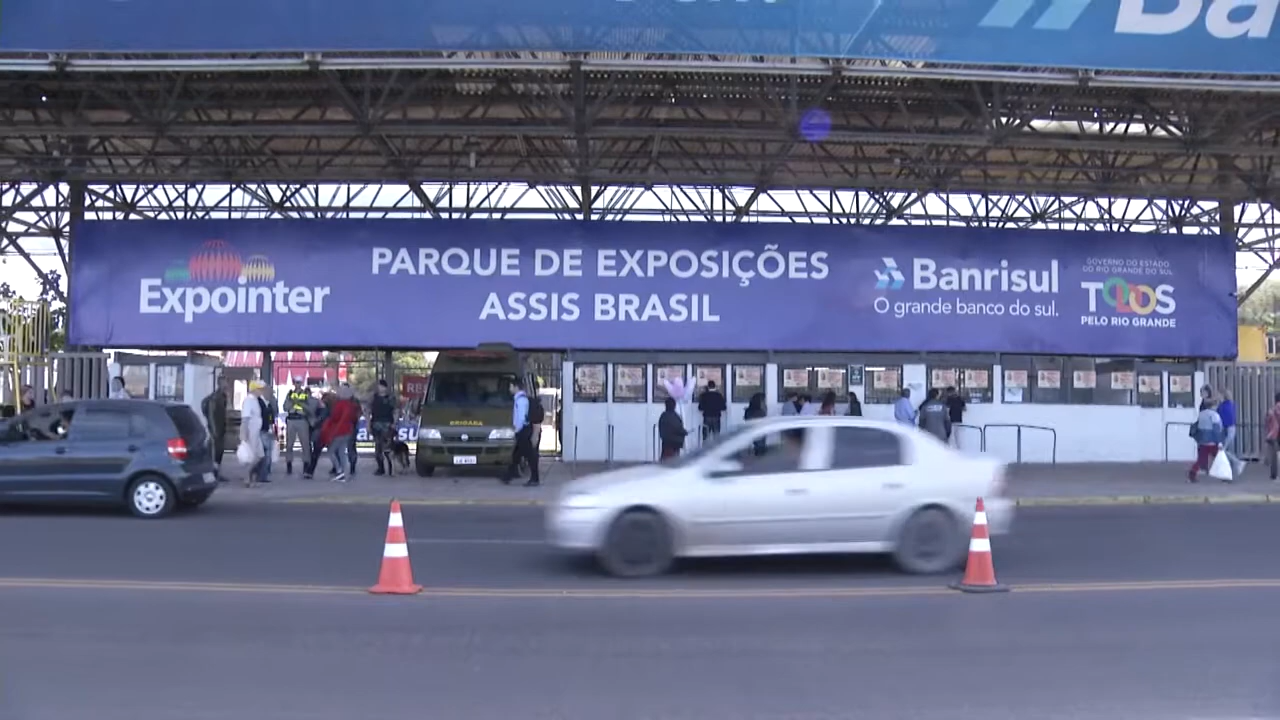 Ba
Expointer
PARQUE DE EXPOSIÇÕES
ASSIS BRASIL
Banrisul
O grande banco do sul.
GOVERNO DO ESTADO
DO RIO GRANDE DO SUL
TODOS
PELO RIO GRANDE
BRIGADA